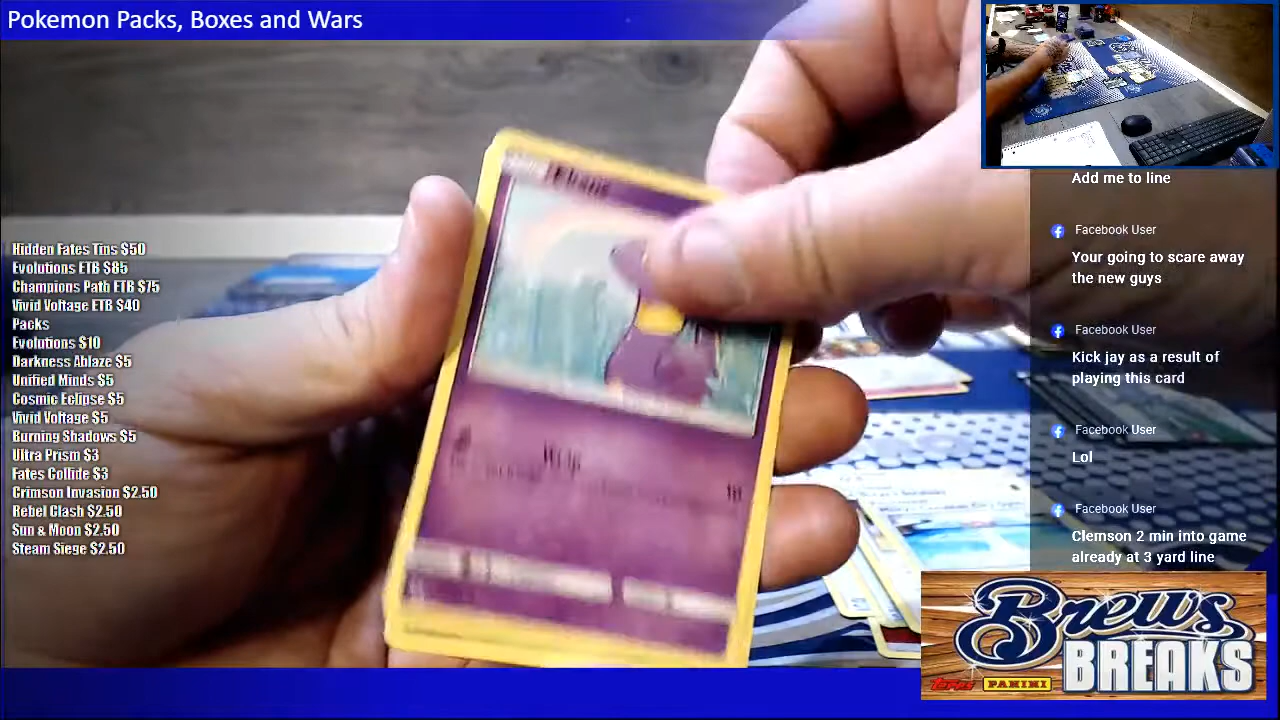 Pokemon Packs, Boxes and Wars
Hidden Fates Tins $50
Evolutions ETB $85
Champions Path ETB $75
Vivid Voltage ETB $40
Packs
Evolutions $10
Darkness Ablaze $5
Unified Minds $5
Cosmic Eclipse $5
Vivid Voltage $5
Burning Shadows $5
Ultra Prism $3
Fates Collide $3
Crimson Invasion $2.50
Rebel Clash $2.50
Sun & Moon $2.50
Steam Siege $2.50
Add me to line
Facebook User
Your going to scare away
the new guys
Facebook User
Kick jay as a result of
playing this card
Facebook User
Lol
Facebook User
Clemson 2 min into game
already at 3 yard line
Brews
BREAKS
topps PANINI